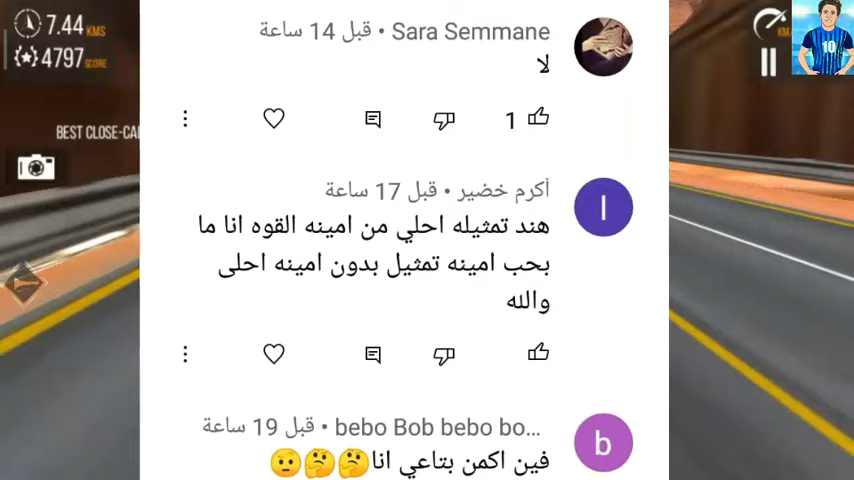 7.44 KMS
4797 SCORE
BEST CLOSE-CAL
10
Sara Semmane • قبل 14 ساعة
لا
1
أكرم خضير • قبل 17 ساعة
ا
هند تمثيله احلي من امينه القوه انا ما
بحب امينه تمثيل بدون امينه احلى
والله
bebo Bob bebo bo... • قبل 19 ساعة
b
فين اكمن بتاعي انا🤔🤔🤨